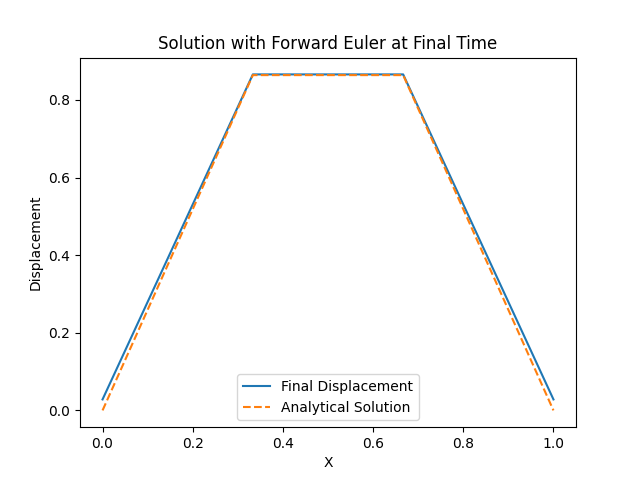 Solution with Forward Euler at Final Time
0.8
0.6
0.4
0.2
0.0
Displacement
Final Displacement
Analytical Solution
0.0 0.2 0.4 0.6 0.8 1.0
X